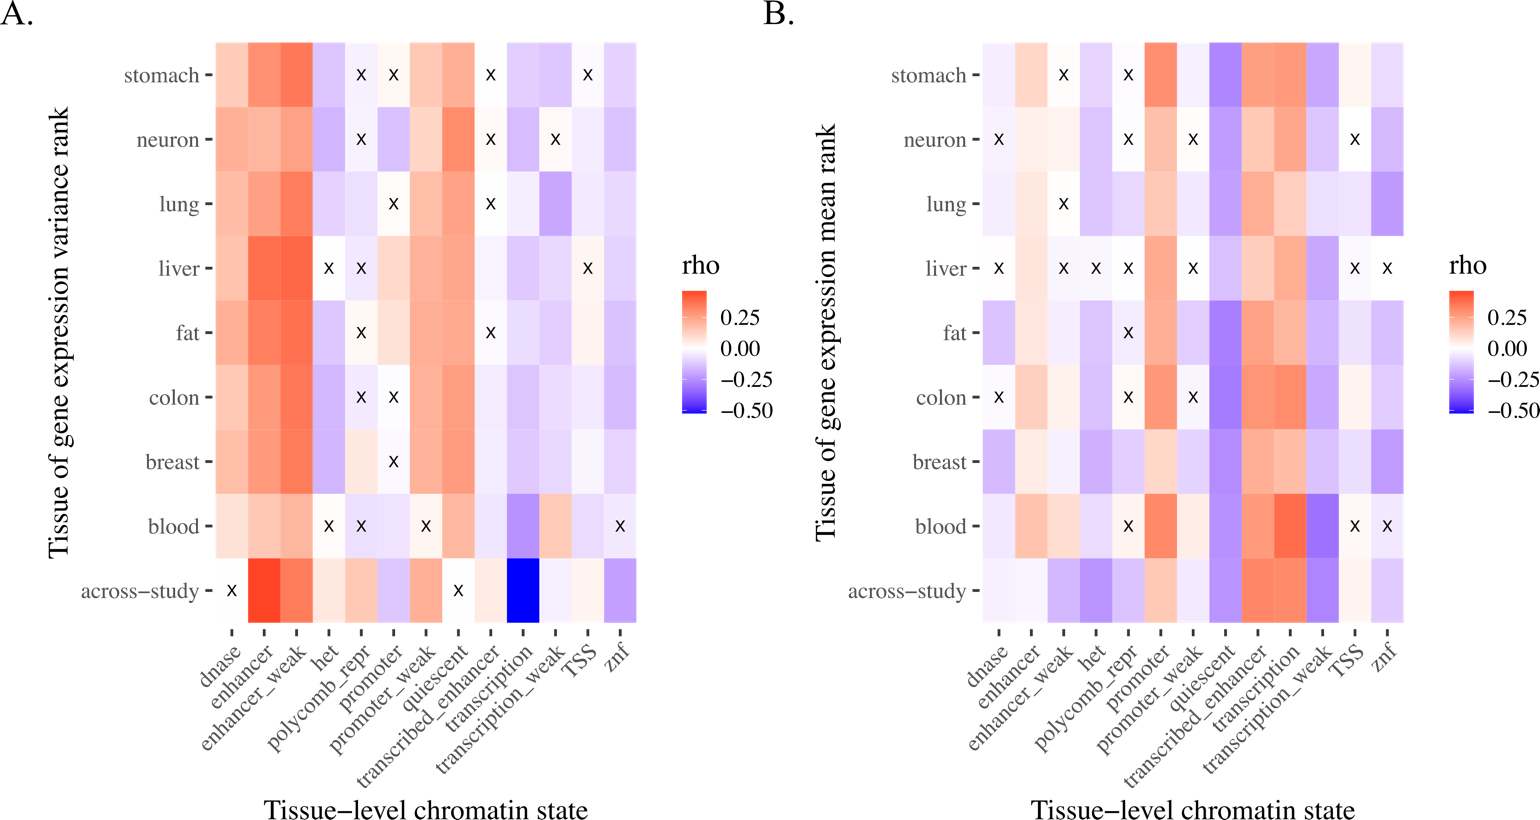 A.
Tissue of gene expression variance rank
stomach
neuron
lung
liver
fat
colon
breast
blood
across−study
x x x x
x x x
x x
x x x
x x
x x
x
x x x x
x x
dnase
enhancer
enhancer_weak
het
polycomb_repr
promoter
promoter_weak
quiescent
transcribed_enhancer
transcription
transcription_weak
TSS
znf
Tissue−level chromatin state
rho
0.25
0.00
−0.25
−0.50
B.
Tissue of gene expression mean rank
stomach
neuron
lung
liver
fat
colon
breast
blood
across−study
x x
x x x x
x
x x x x x x x
x
x x x
x x x
dnase
enhancer
enhancer_weak
het
polycomb_repr
promoter
promoter_weak
quiescent
transcribed_enhancer
transcription
transcription_weak
TSS
znf
Tissue−level chromatin state
rho
0.25
0.00
−0.25
−0.50